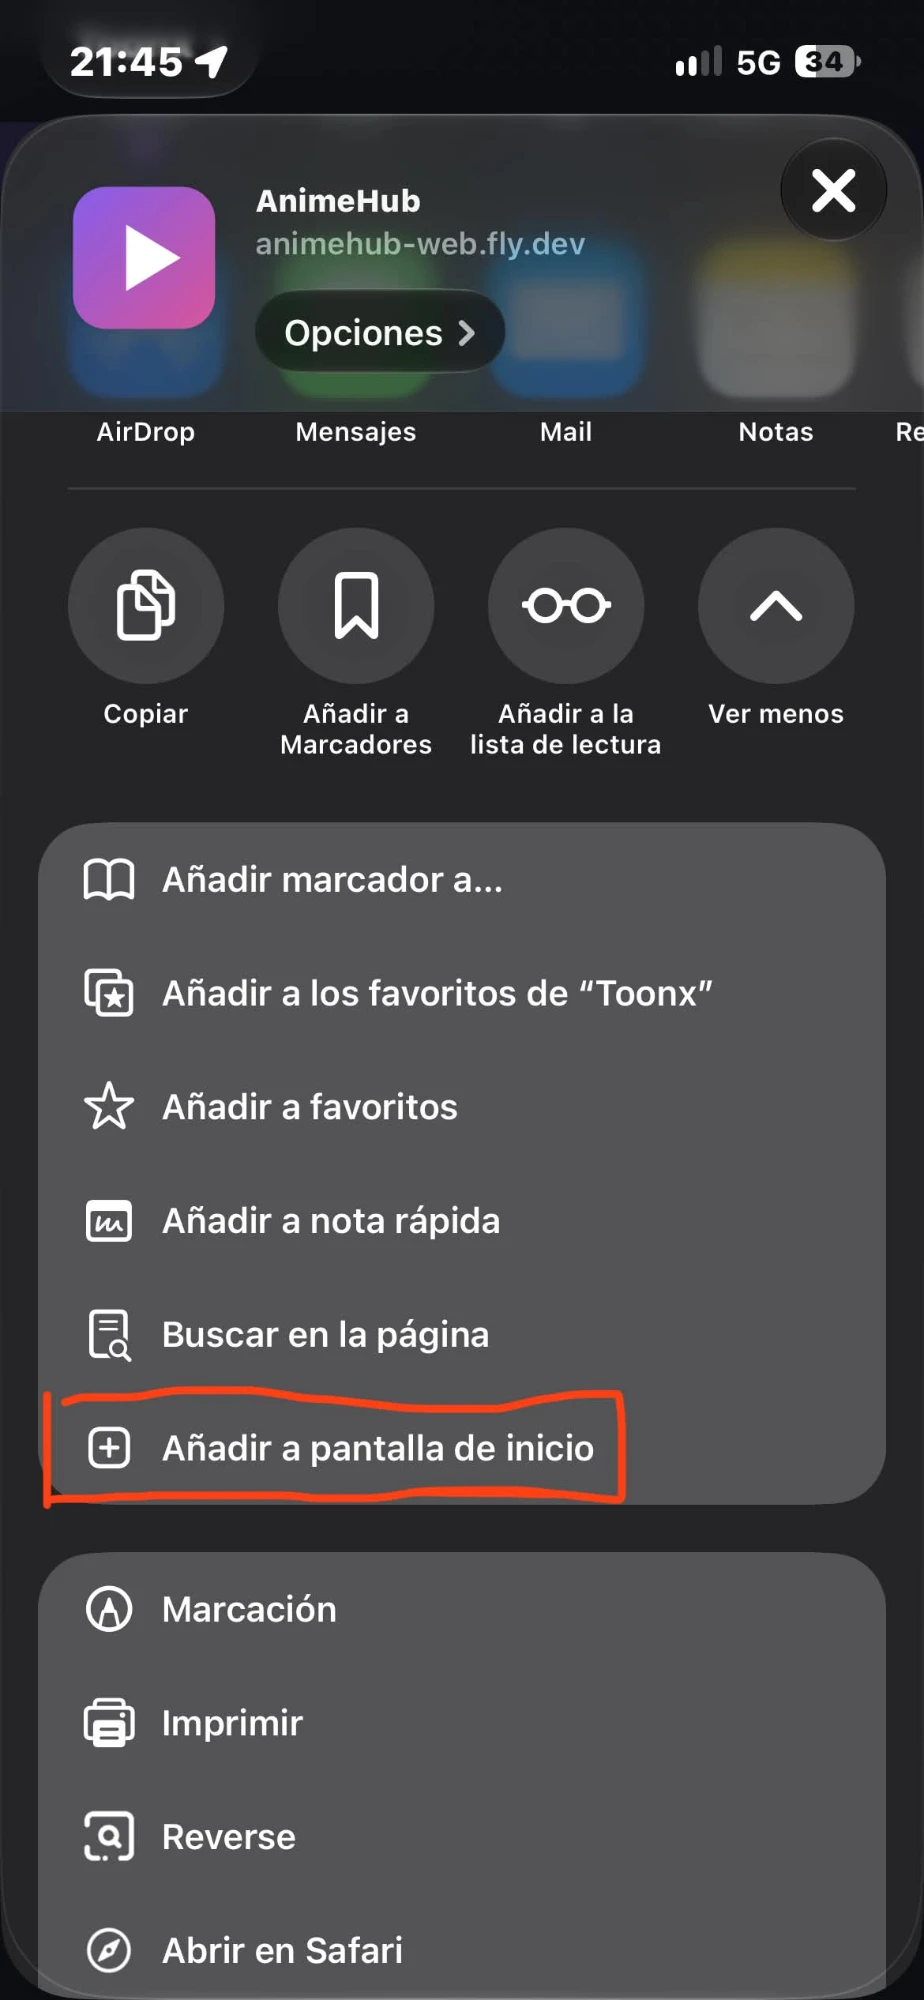 21:45
5G
34
AnimeHub
animehub-web.fly.dev
Opciones
AirDrop
Mensajes
Mail
Notas
Re
Copiar
Añadir a
Marcadores
Añadir a la
lista de lectura
Ver menos
Añadir marcador a...
Añadir a los favoritos de “Toonx”
Añadir a favoritos
Añadir a nota rápida
Buscar en la página
Añadir a pantalla de inicio
Marcación
Imprimir
Reverse
Abrir en Safari